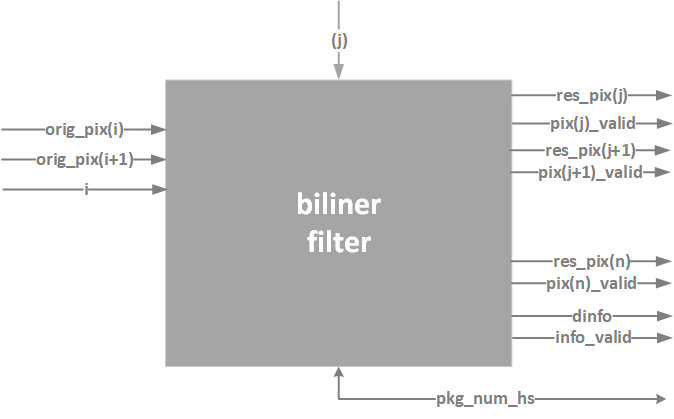 (j)
orig_pix(i)
orig_pix(i+1)
i
biliner
filter
res_pix(j)
pix(j)_valid
res_pix(j+1)
pix(j+1)_valid
res_pix(n)
pix(n)_valid
dinfo
info_valid
pkg_num_hs